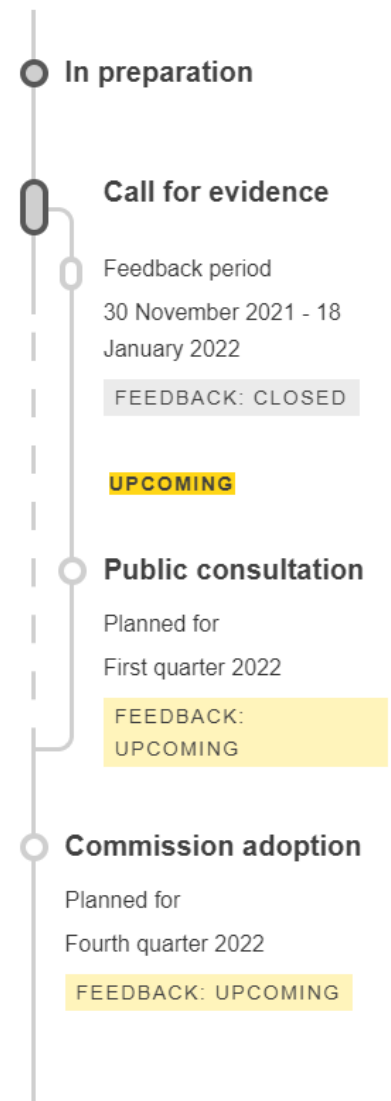 In preparation
Call for evidence
Feedback period
30 November 2021 - 18
January 2022
FEEDBACK: CLOSED
UPCOMING
Public consultation
Planned for
First quarter 2022
FEEDBACK:
UPCOMING
Commission adoption
Planned for
Fourth quarter 2022
FEEDBACK: UPCOMING